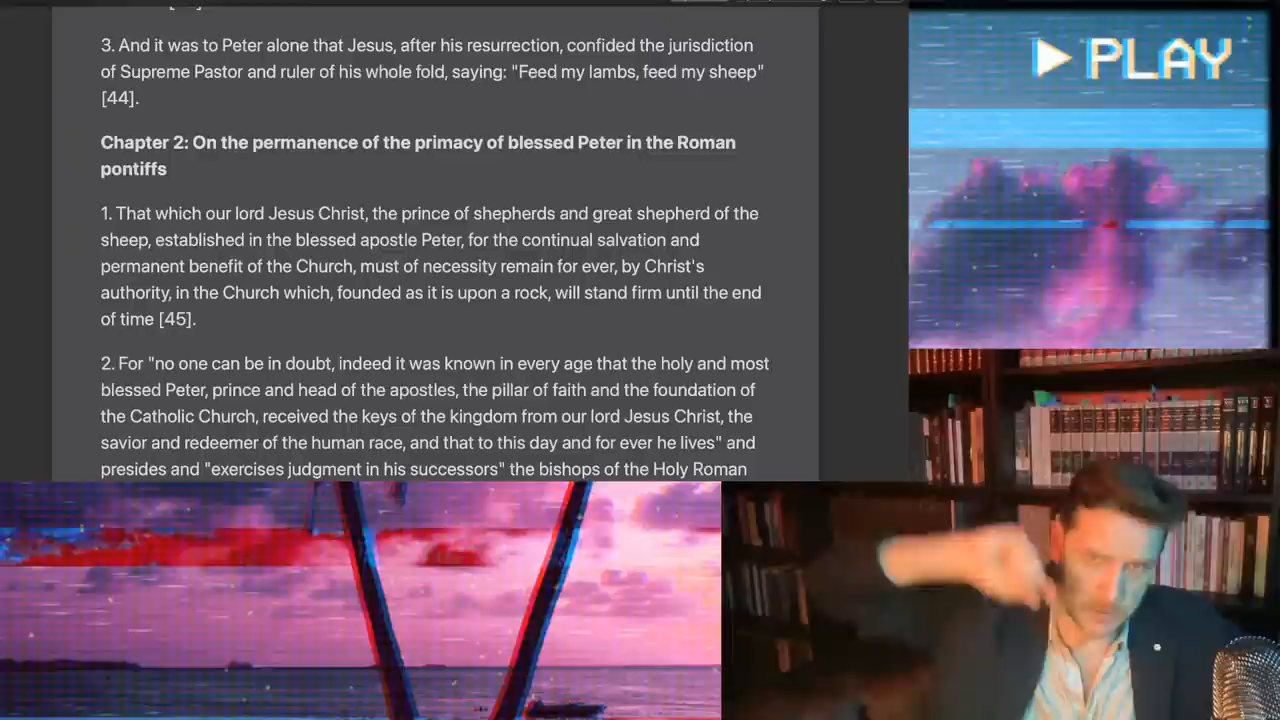 3. And it was to Peter alone that Jesus, after his resurrection, confided the jurisdiction
of Supreme Pastor and ruler of his whole fold, saying: "Feed my lambs, feed my sheep"
[44].
Chapter 2: On the permanence of the primacy of blessed Peter in the Roman
pontiffs
1. That which our lord Jesus Christ, the prince of shepherds and great shepherd of the
sheep, established in the blessed apostle Peter, for the continual salvation and
permanent benefit of the Church, must of necessity remain for ever, by Christ's
authority, in the Church which, founded as it is upon a rock, will stand firm until the end
of time [45].
2. For "no one can be in doubt, indeed it was known in every age that the holy and most
blessed Peter, prince and head of the apostles, the pillar of faith and the foundation of
the Catholic Church, received the keys of the kingdom from our lord Jesus Christ, the
savior and redeemer of the human race, and that to this day and for ever he lives" and
presides and "exercises judgment in his successors" the bishops of the Holy Roman
PLAY